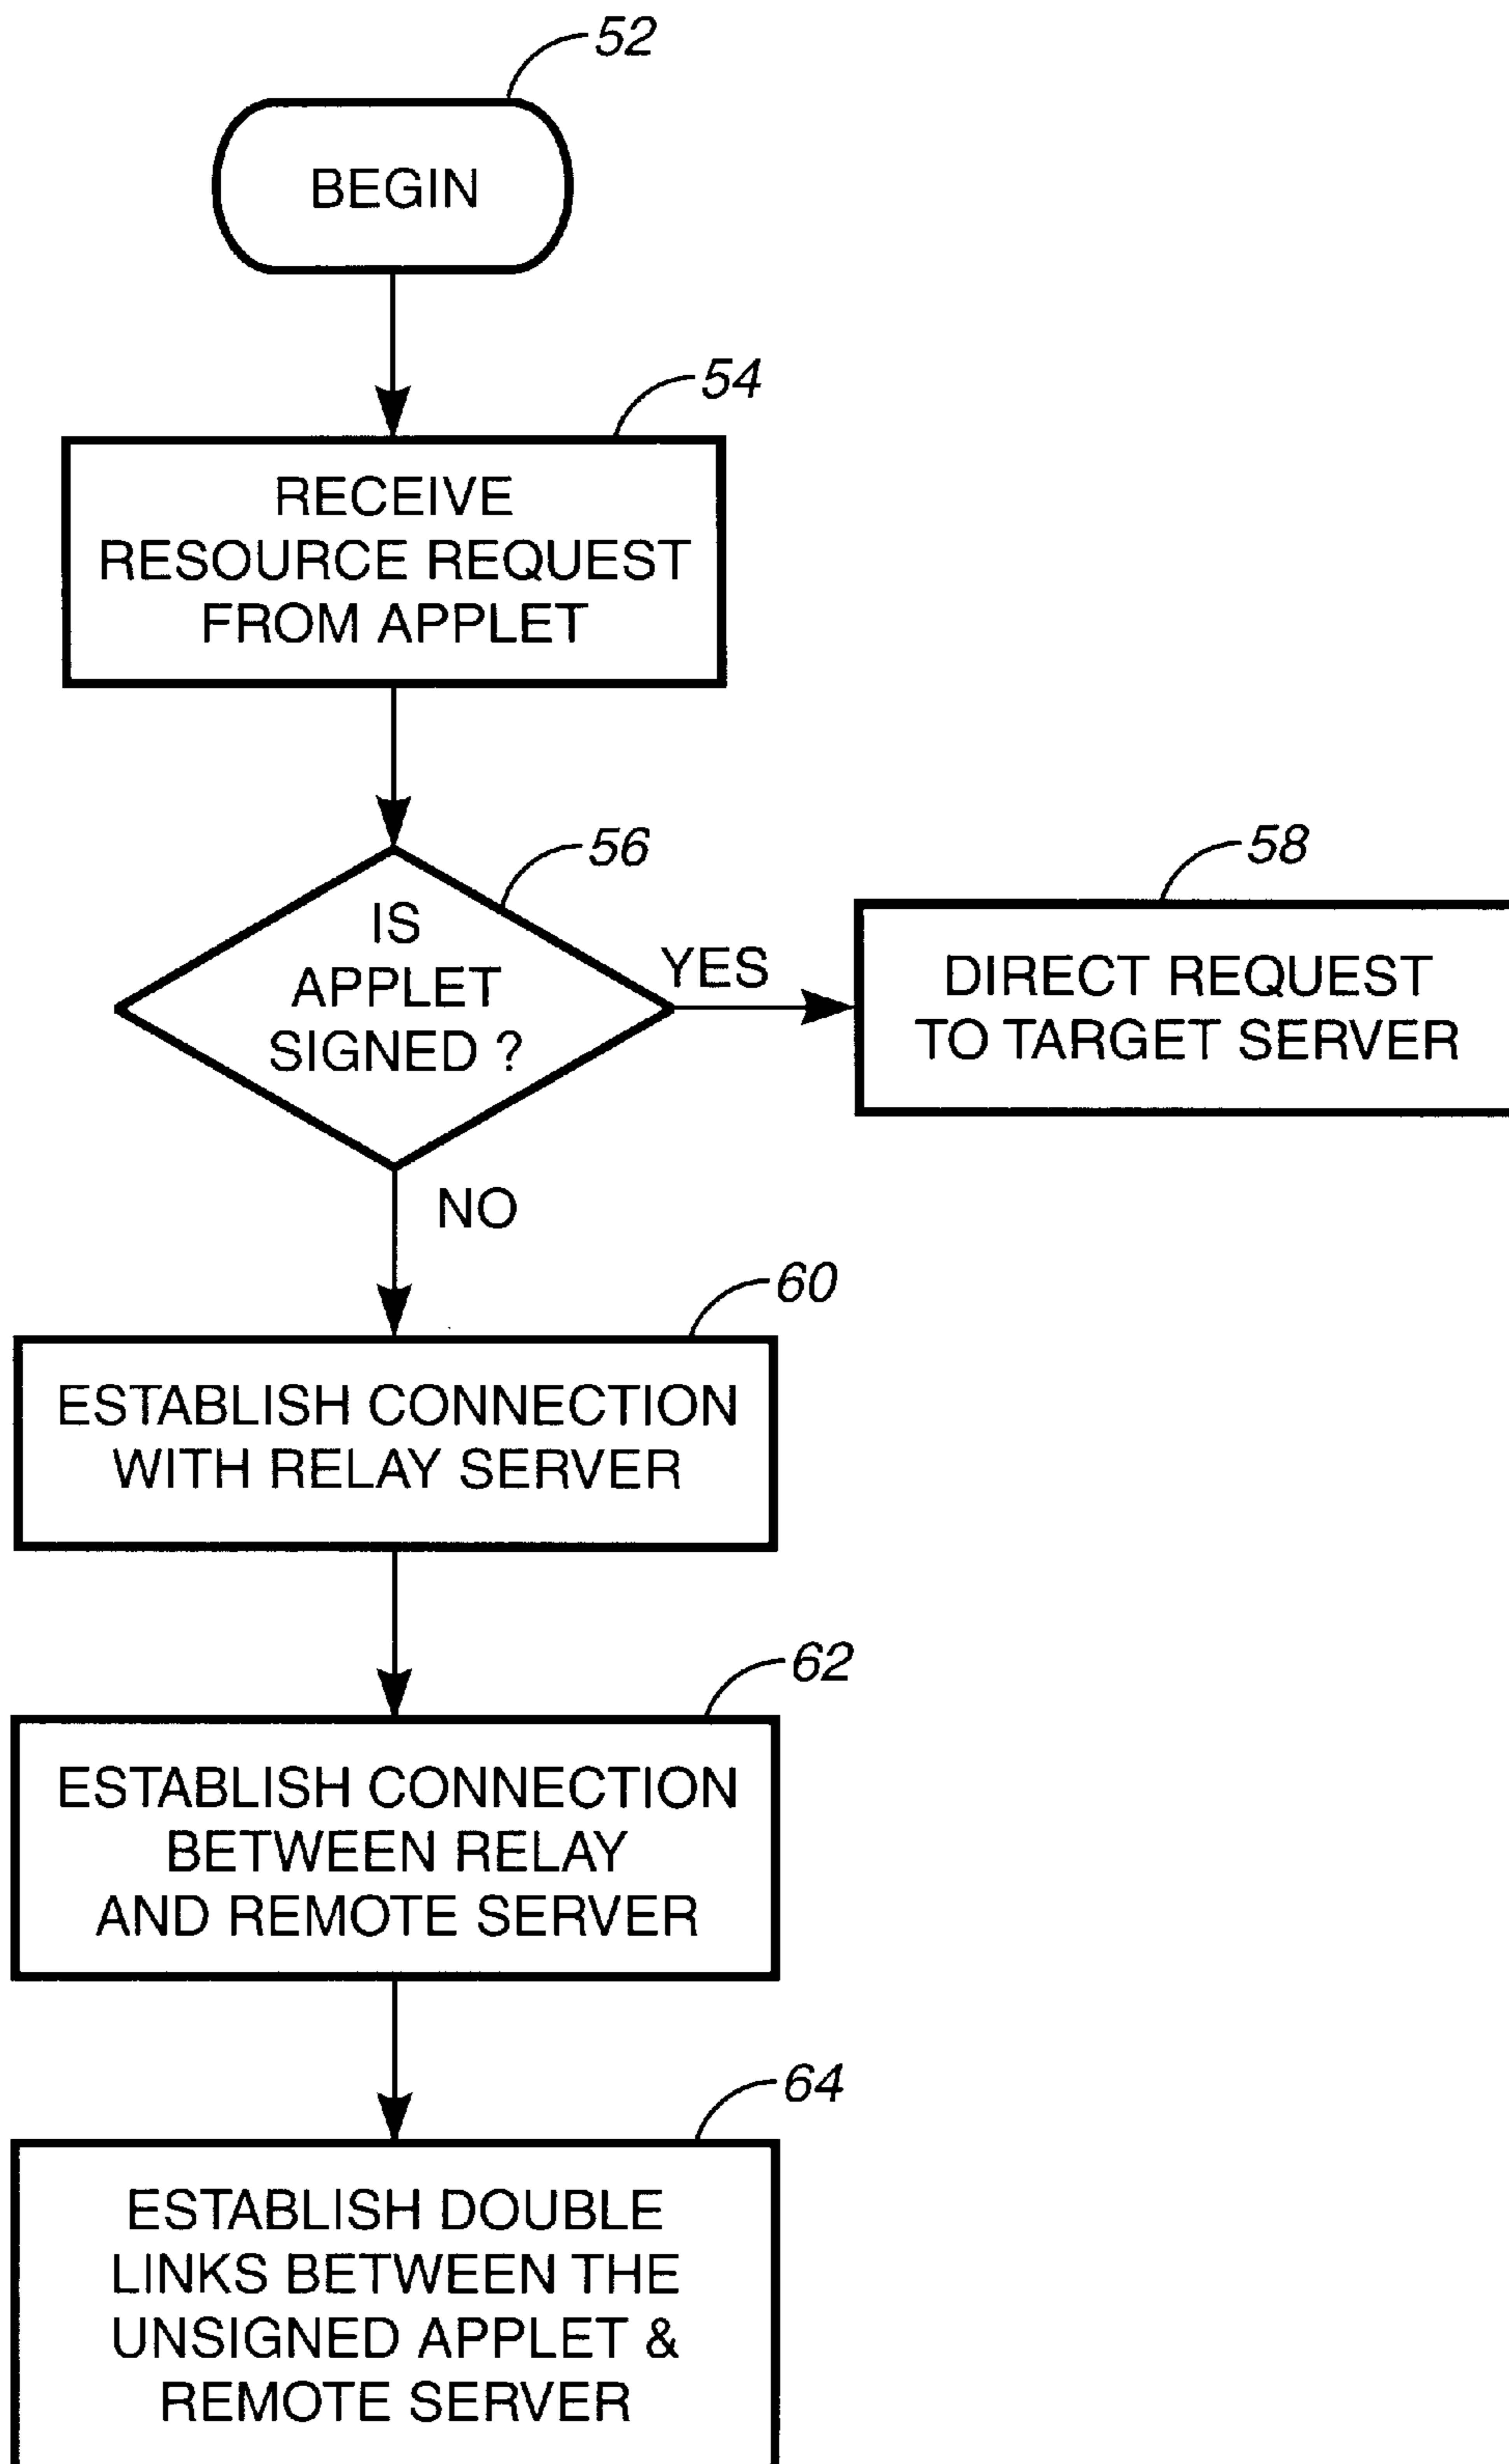 52
BEGIN
54
RECEIVE
RESOURCE REQUEST
FROM APPLET
56
IS
APPLET
SIGNED ?
YES
58
DIRECT REQUEST
TO TARGET SERVER
NO
60
ESTABLISH CONNECTION
WITH RELAY SERVER
62
ESTABLISH CONNECTION
BETWEEN RELAY
AND REMOTE SERVER
64
ESTABLISH DOUBLE
LINKS BETWEEN THE
UNSIGNED APPLET &
REMOTE SERVER